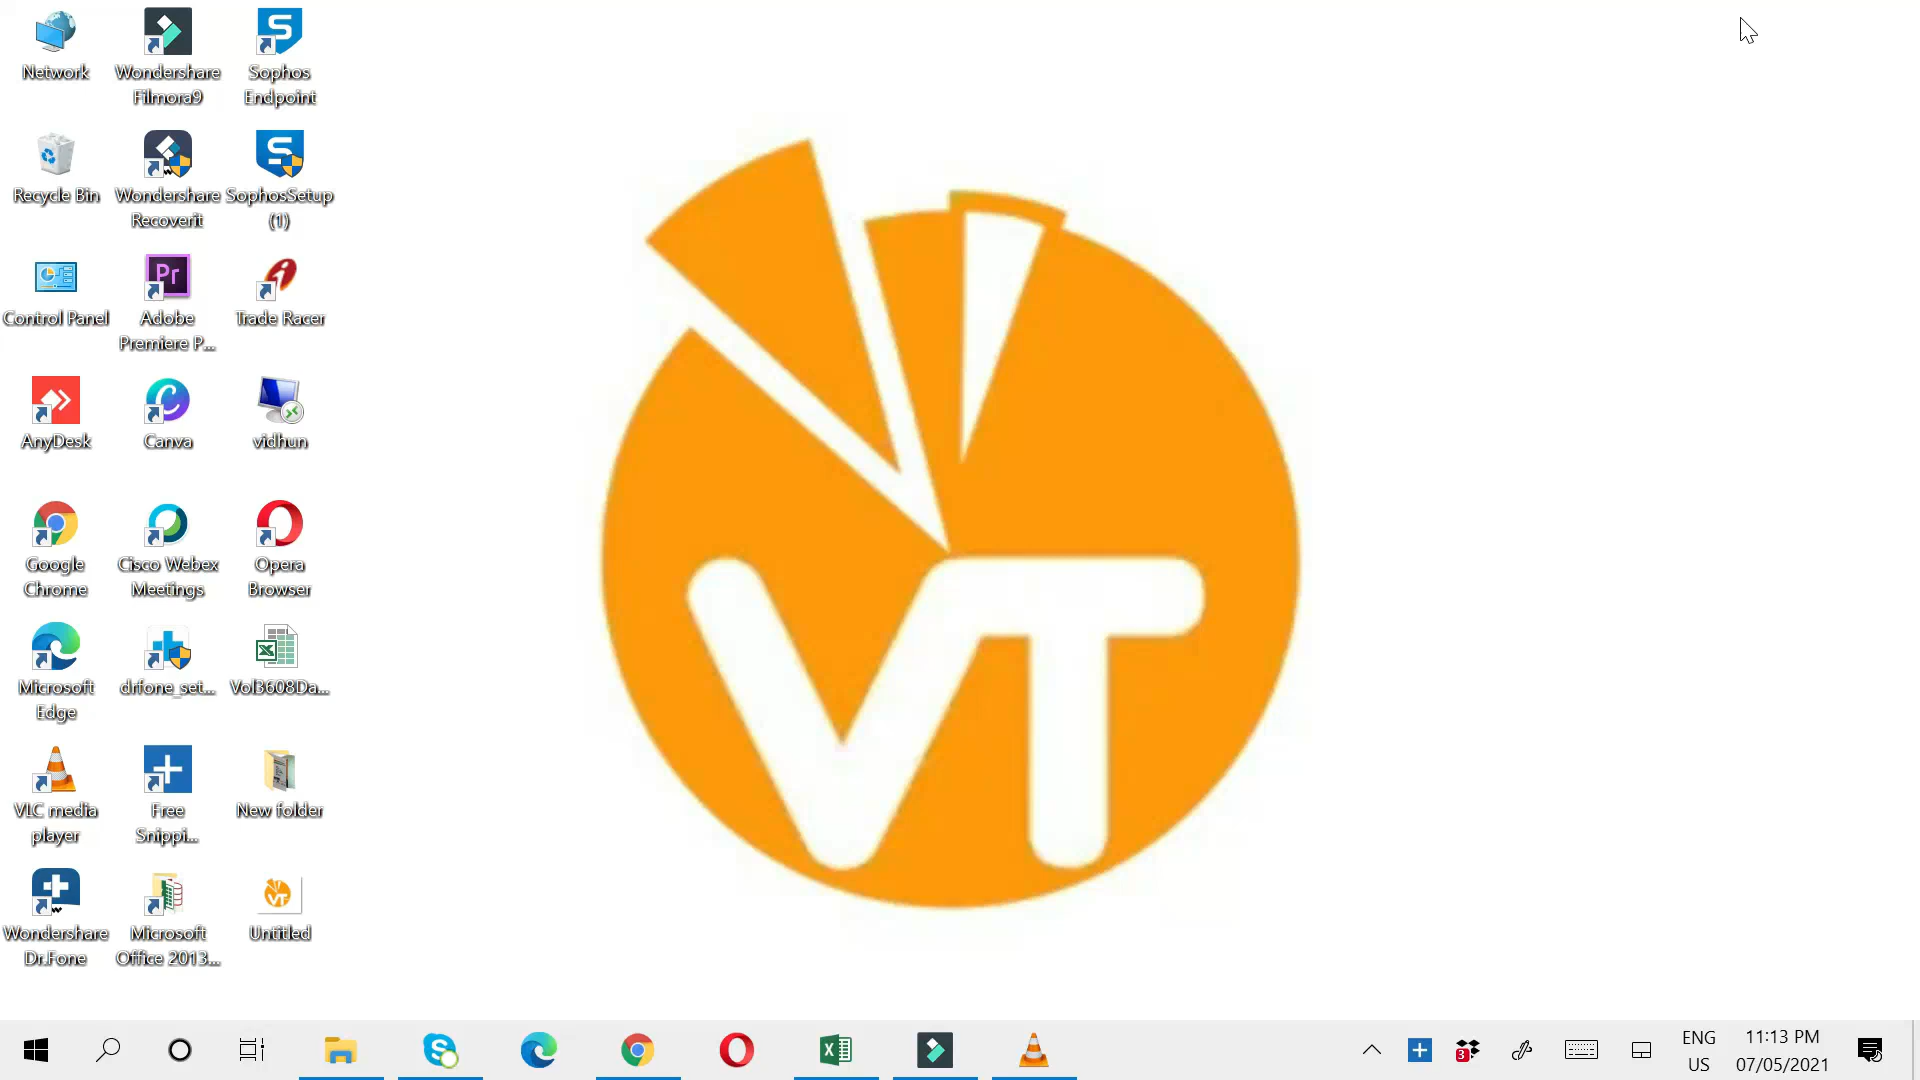 Network
Wondershare
Filmora9
Sophos
Endpoint
Recycle Bin
Wondershare
Recoverit
SophosSetup
(1)
Control Panel
Pr
Adobe
Premiere P...
Trade Racer
AnyDesk
Canva
vidhun
Google
Chrome
Cisco Webex
Meetings
Opera
Browser
Microsoft
Edge
drfone_set...
Vol3608Da...
VLC media
player
Free
Snippi...
New folder
Wondershare
Dr.Fone
Microsoft
Office 2013...
Untitled
VT
3
ENG
US
11:13 PM
07/05/2021